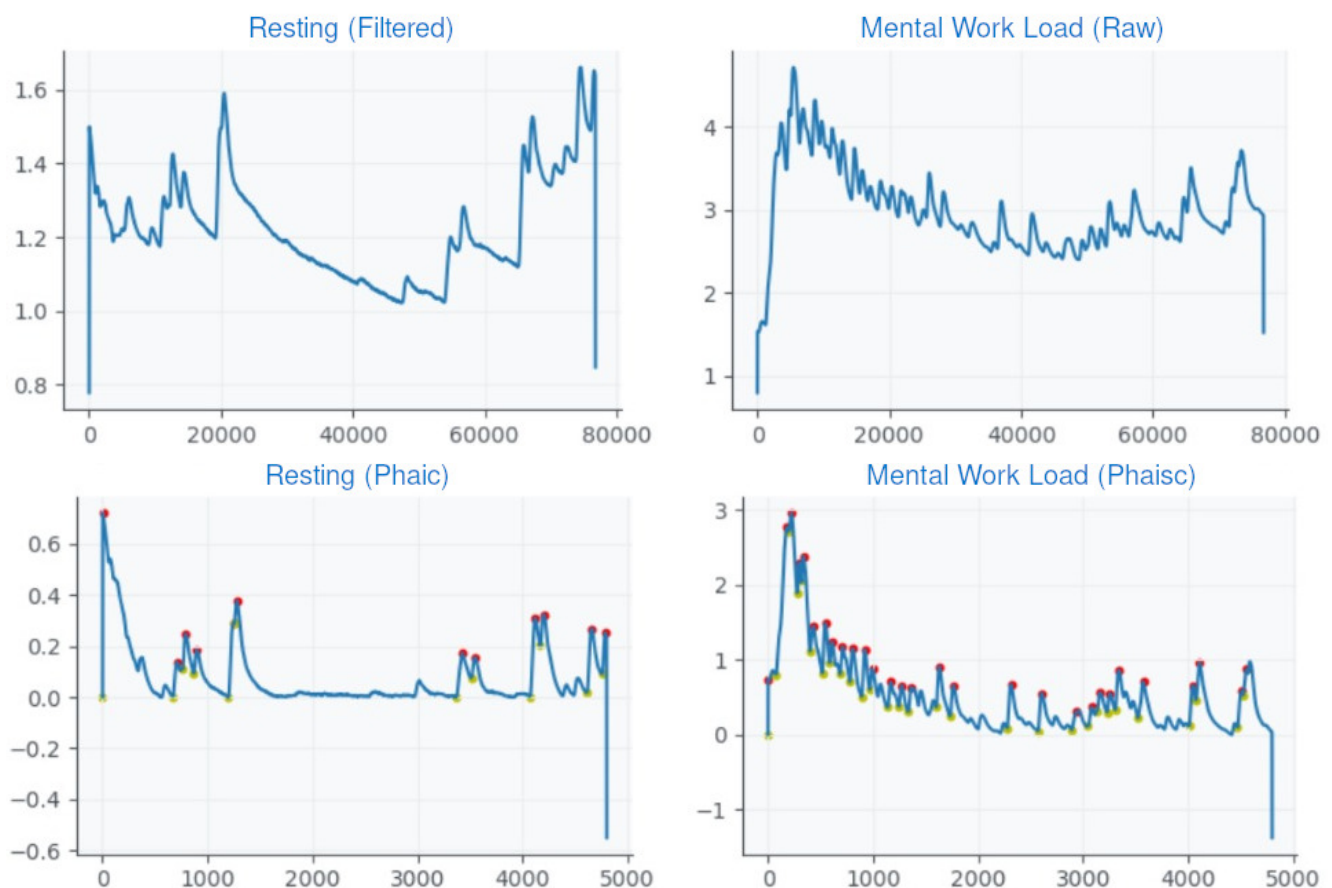 Resting (Filtered)
Mental Work Load (Raw)
1.6
1.4
1.2
1.0
0.8
0 20000 40000 60000 80000
4
3
2
1
0 20000 40000 60000 80000
Resting (Phaic)
Mental Work Load (Phaisc)
0.6
0.4
0.2
0.0
−0.2
−0.4
−0.6
0 1000 2000 3000 4000 5000
3
2
1
0
−1
0 1000 2000 3000 4000 5000